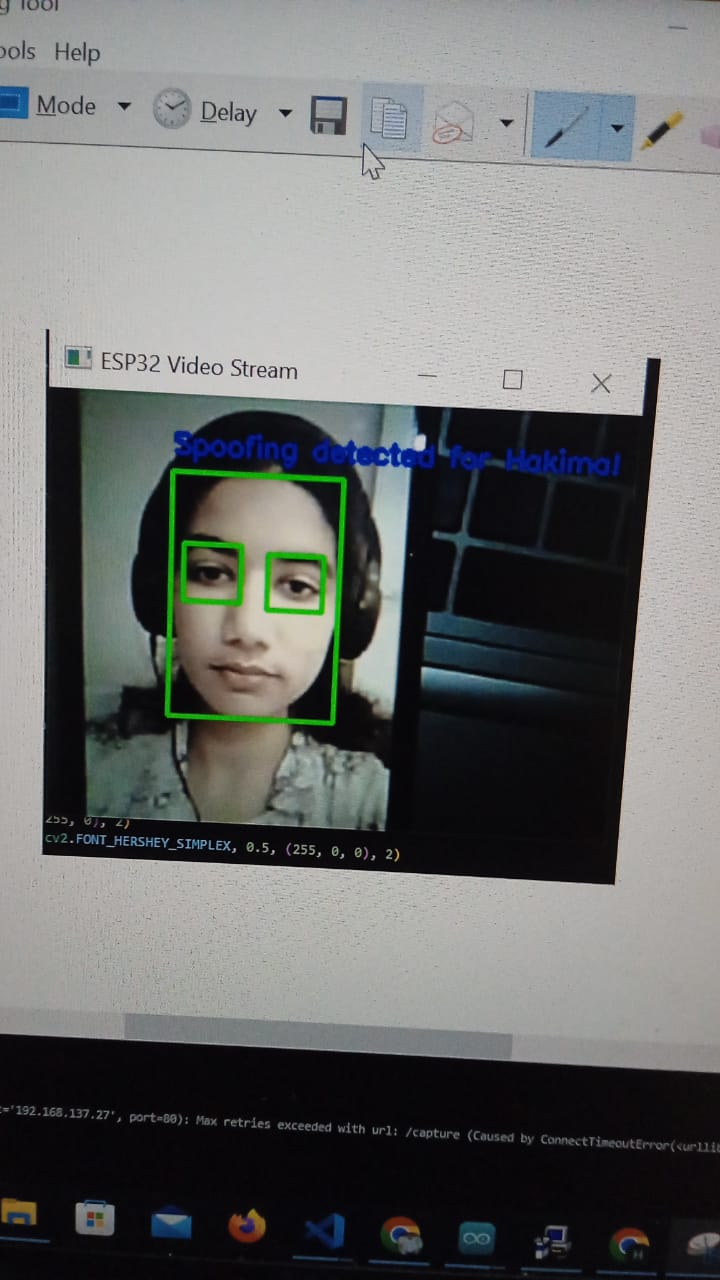 g Tool
ools Help
Mode Delay
ESP32 Video Stream
Spoofing detected for Hakima!
255, 0), 2)
cv2.FONT_HERSHEY_SIMPLEX, 0.5, (255, 0, 0), 2)
t='192.168.137.27', port=80): Max retries exceeded with url: /capture (Caused by ConnectTimeoutError(<urllib